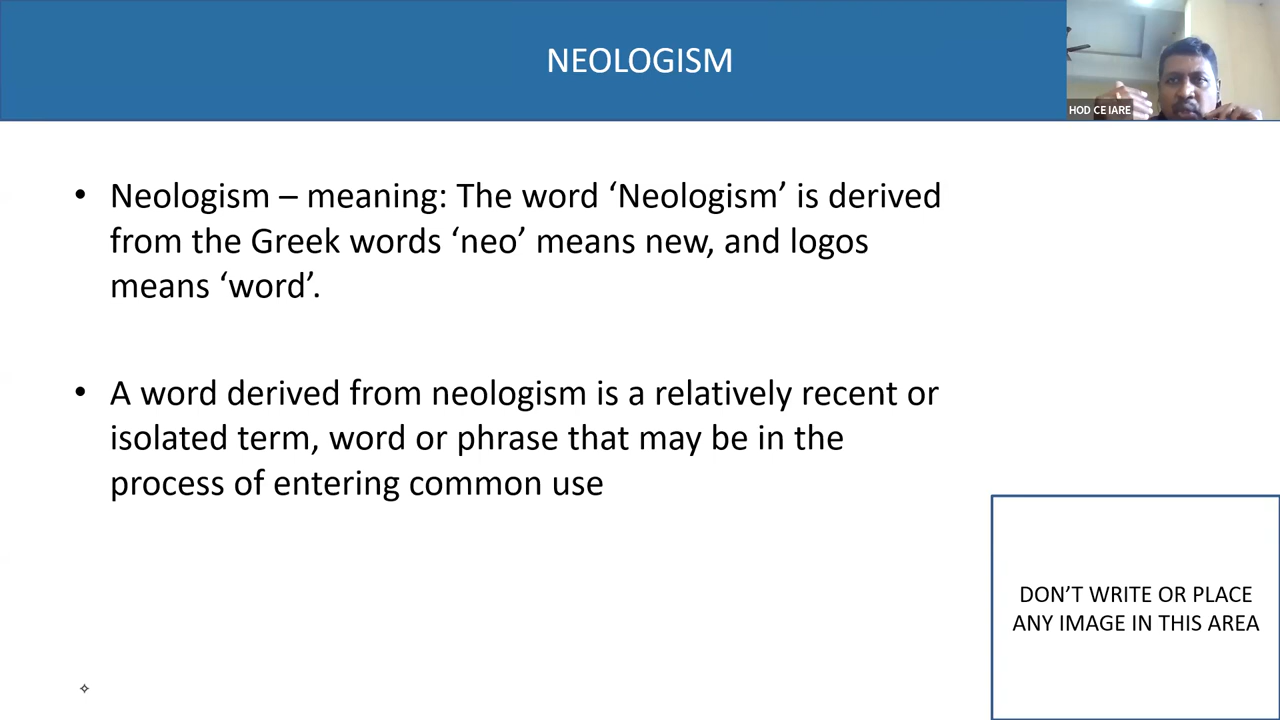 NEOLOGISM
HOD CE IARE
• Neologism – meaning: The word ‘Neologism’ is derived
from the Greek words ‘neo’ means new, and logos
means ‘word’.
• A word derived from neologism is a relatively recent or
isolated term, word or phrase that may be in the
process of entering common use
DON’T WRITE OR PLACE
ANY IMAGE IN THIS AREA